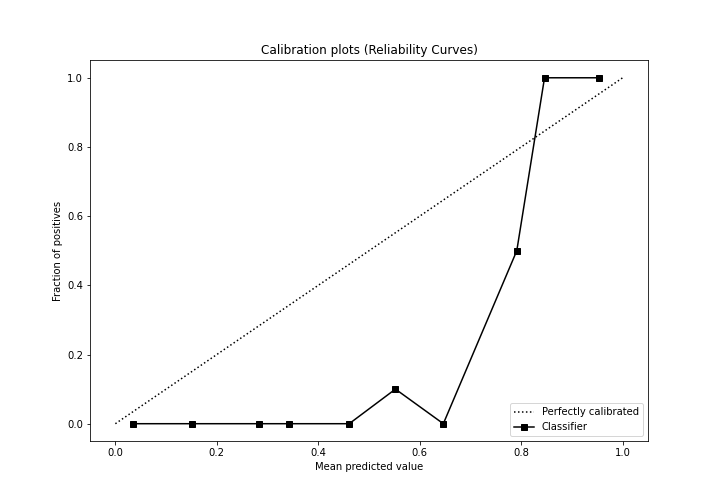 Calibration plots (Reliability Curves)
1.0
0.8
0.6
0.4
0.2
0.0
Fraction of positives
Perfectly calibrated
Classifier
0.0 0.2 0.4 0.6 0.8 1.0
Mean predicted value